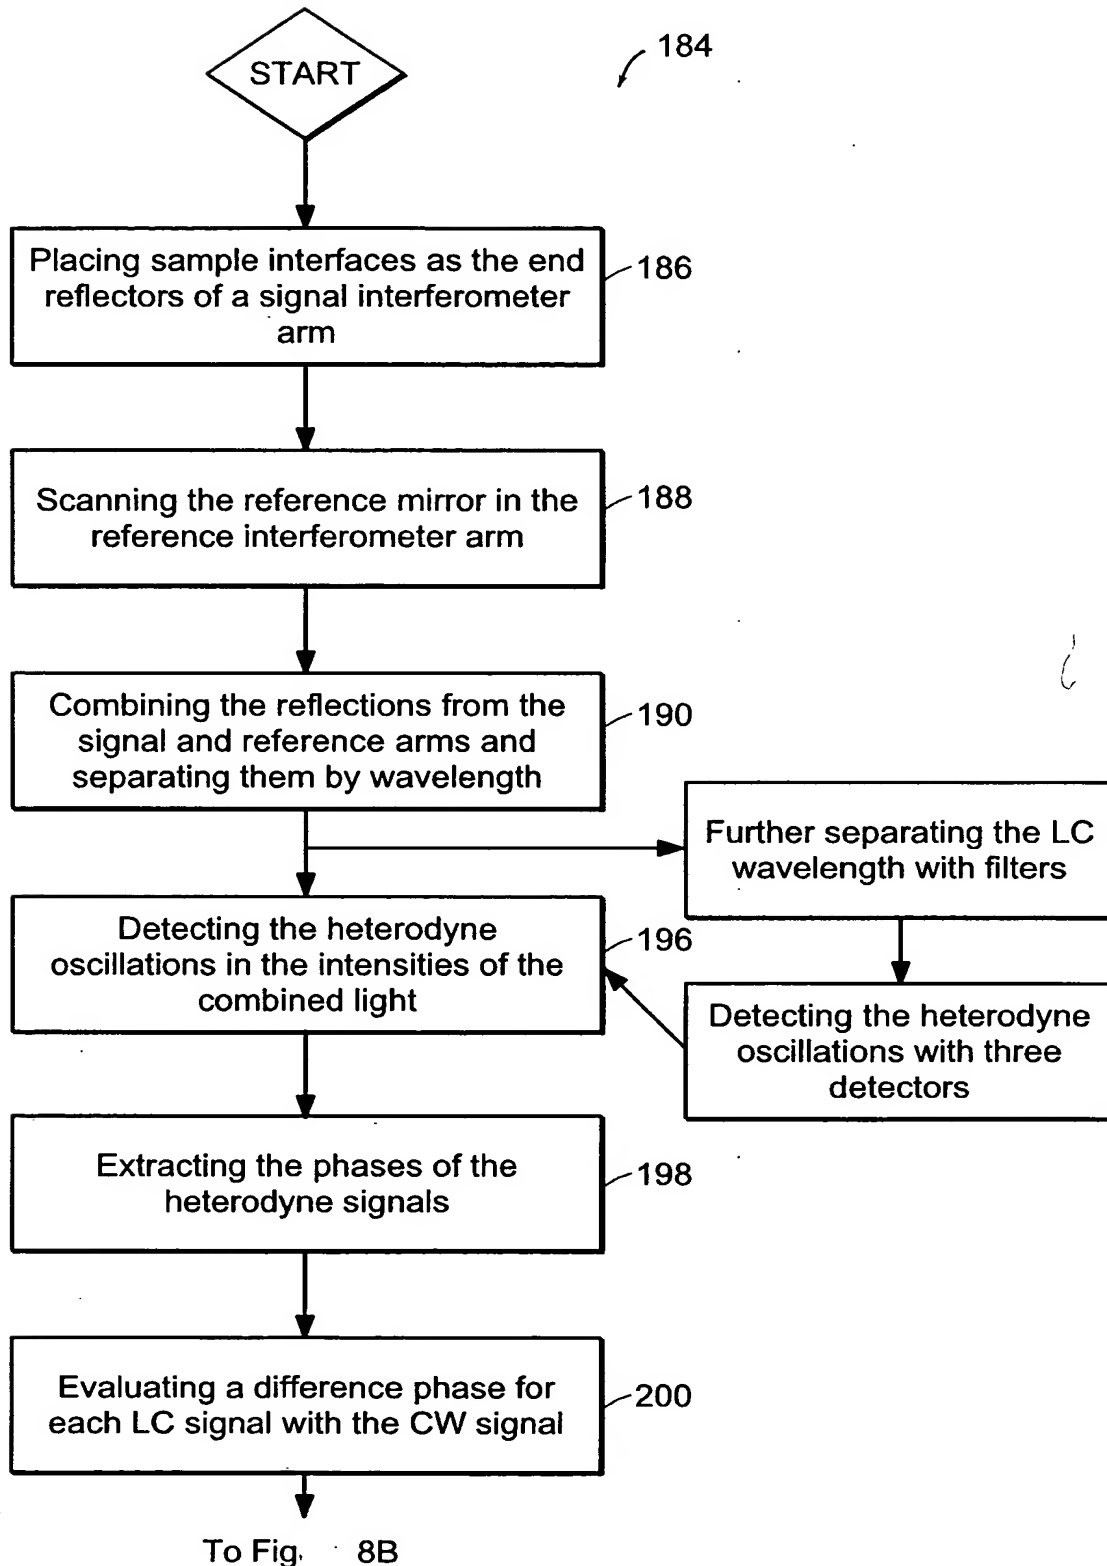 START
184
Placing sample interfaces as the end
reflectors of a signal interferometer
arm
186
Scanning the reference mirror in the
reference interferometer arm
188
Combining the reflections from the
signal and reference arms and
separating them by wavelength
190
Further separating the LC
wavelength with filters
Detecting the heterodyne
oscillations in the intensities of the
combined light
196
Detecting the heterodyne
oscillations with three
detectors
Extracting the phases of the
heterodyne signals
198
Evaluating a difference phase for
each LC signal with the CW signal
200
To Fig. 8B